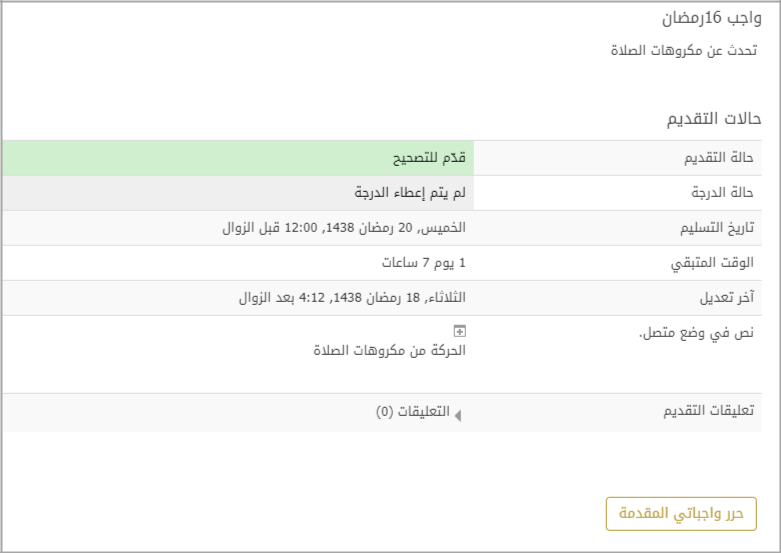 واجب 16رمضان
تحدث عن مكروهات الصلاة
حالات التقديم
حالة التقديم قدّم للتصحيح
حالة الدرجة لم يتم إعطاء الدرجة
تاريخ التسليم الخميس, 20 رمضان 1438, 12:00 قبل الزوال
الوقت المتبقي 1 يوم 7 ساعات
آخر تعديل الثلاثاء, 18 رمضان 1438, 4:12 بعد الزوال
نص في وضع متصل.
الحركة من مكروهات الصلاة
تعليقات التقديم التعليقات (0)
حرر واجباتي المقدمة